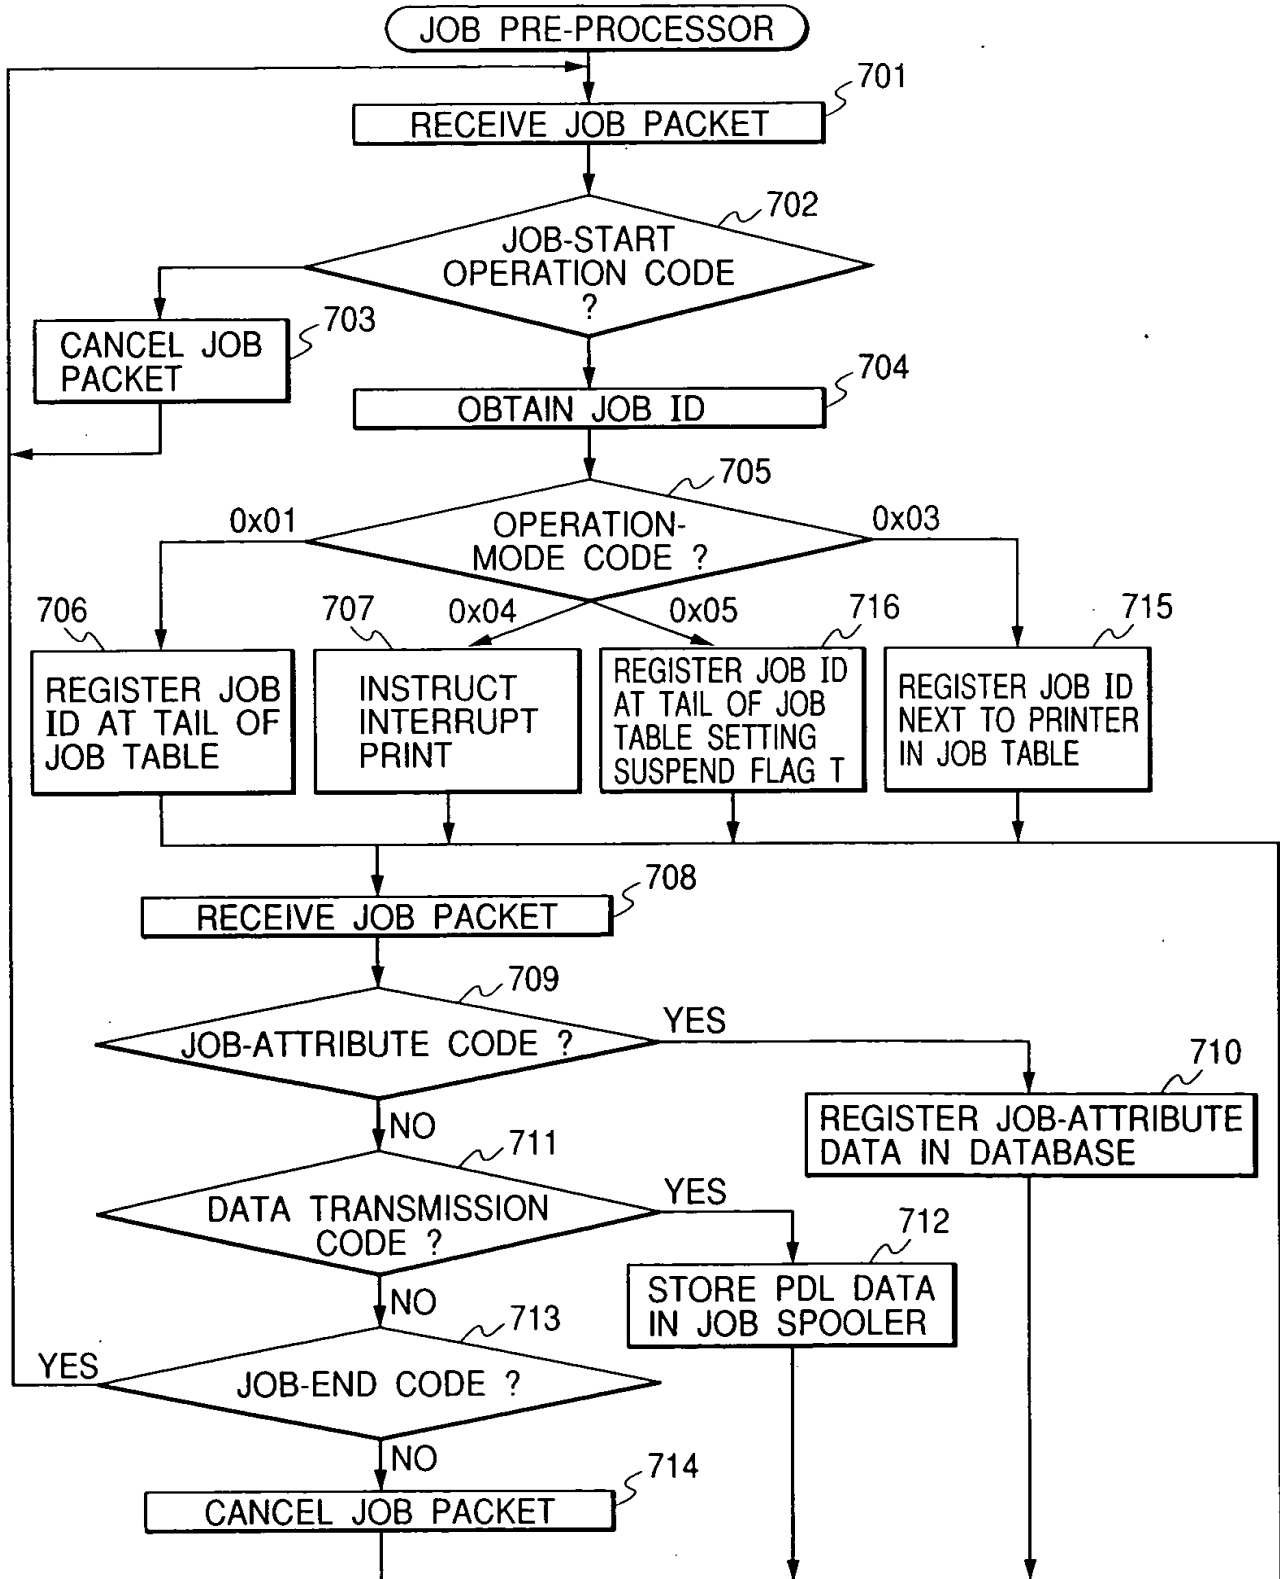 JOB PRE-PROCESSOR
701
RECEIVE JOB PACKET
702
JOB-START
OPERATION CODE
?
703
CANCEL JOB
PACKET
704
OBTAIN JOB ID
705
0x01
OPERATION-
MODE CODE ?
0x03
706
707
0x04
0x05
716
715
REGISTER JOB
ID AT TAIL OF
JOB TABLE
INSTRUCT
INTERRUPT
PRINT
REGISTER JOB ID
AT TAIL OF JOB
TABLE SETTING
SUSPEND FLAG T
REGISTER JOB ID
NEXT TO PRINTER
IN JOB TABLE
708
RECEIVE JOB PACKET
709
JOB-ATTRIBUTE CODE ?
YES
710
REGISTER JOB-ATTRIBUTE
DATA IN DATABASE
NO
711
DATA TRANSMISSION
CODE ?
YES
712
STORE PDL DATA
IN JOB SPOOLER
NO
713
YES
JOB-END CODE ?
NO
714
CANCEL JOB PACKET